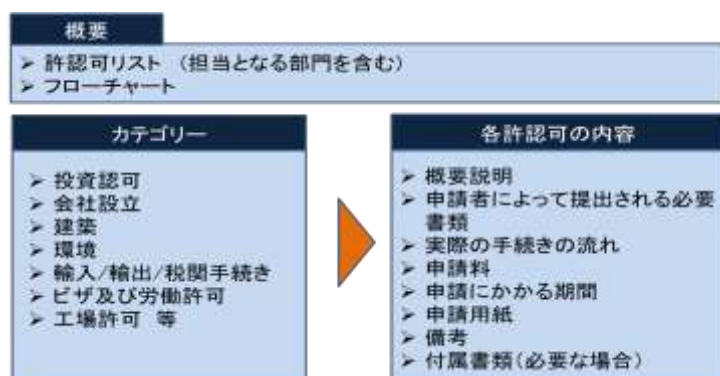 概要
➤ 許認可リスト （担当となる部門を含む）
➤ フローチャート
カテゴリー
➤ 投資認可
➤ 会社設立
➤ 建築
➤ 環境
➤ 輸入/輸出/税関手続き
➤ ビザ及び労働許可
➤ 工場許可 等
各許認可の内容
➤ 概要説明
➤ 申請者によって提出される必要
書類
➤ 実際の手続きの流れ
➤ 申請料
➤ 申請にかかる期間
➤ 申請用紙
➤ 備考
➤ 付属書類（必要な場合）